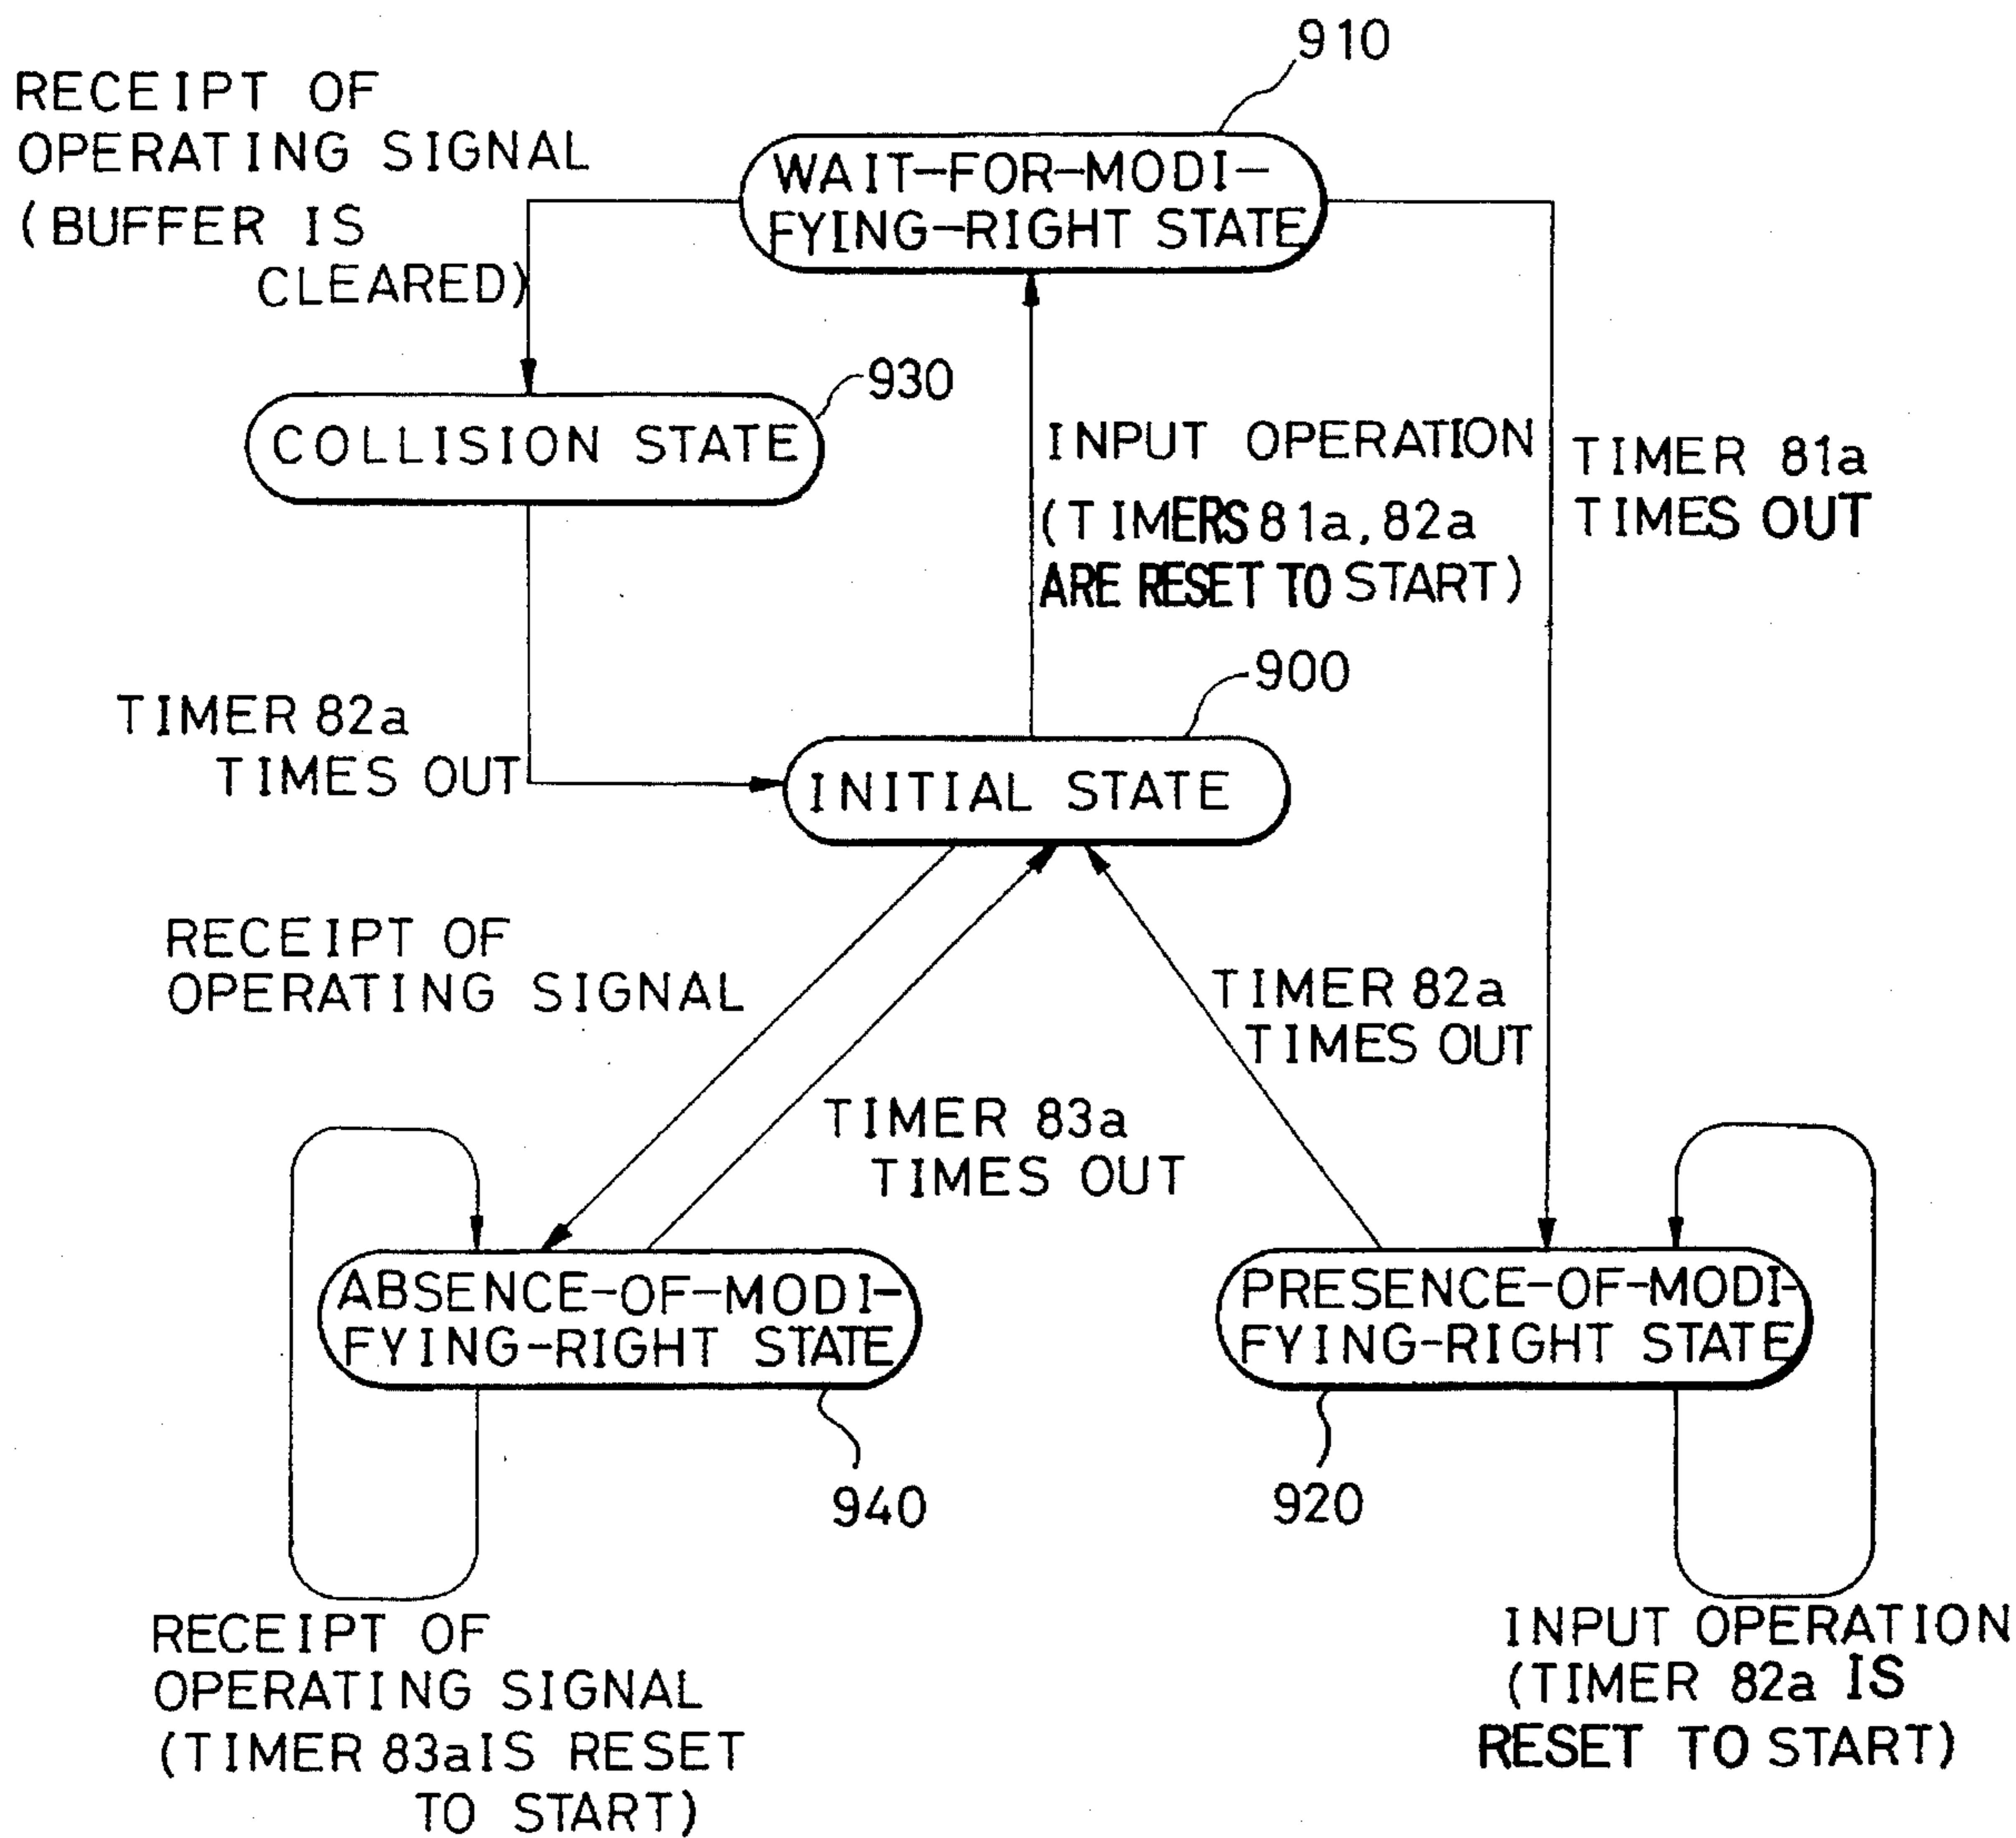 910
RECEIPT OF
OPERATING SIGNAL
(BUFFER IS
CLEARED)
WAIT-FOR-MODI-
FYING-RIGHT STATE
930
COLLISION STATE
INPUT OPERATION
(TIMERS 81a, 82a
ARE RESET TO START)
TIMER 81a
TIMES OUT
900
TIMER 82a
TIMES OUT
INITIAL STATE
RECEIPT OF
OPERATING SIGNAL
TIMER 82a
TIMES OUT
TIMER 83a
TIMES OUT
ABSENCE-OF-MODI-
FYING-RIGHT STATE
PRESENCE-OF-MODI-
FYING-RIGHT STATE
940
920
RECEIPT OF
OPERATING SIGNAL
(TIMER 83a IS RESET
TO START)
INPUT OPERATION
(TIMER 82a IS
RESET TO START)